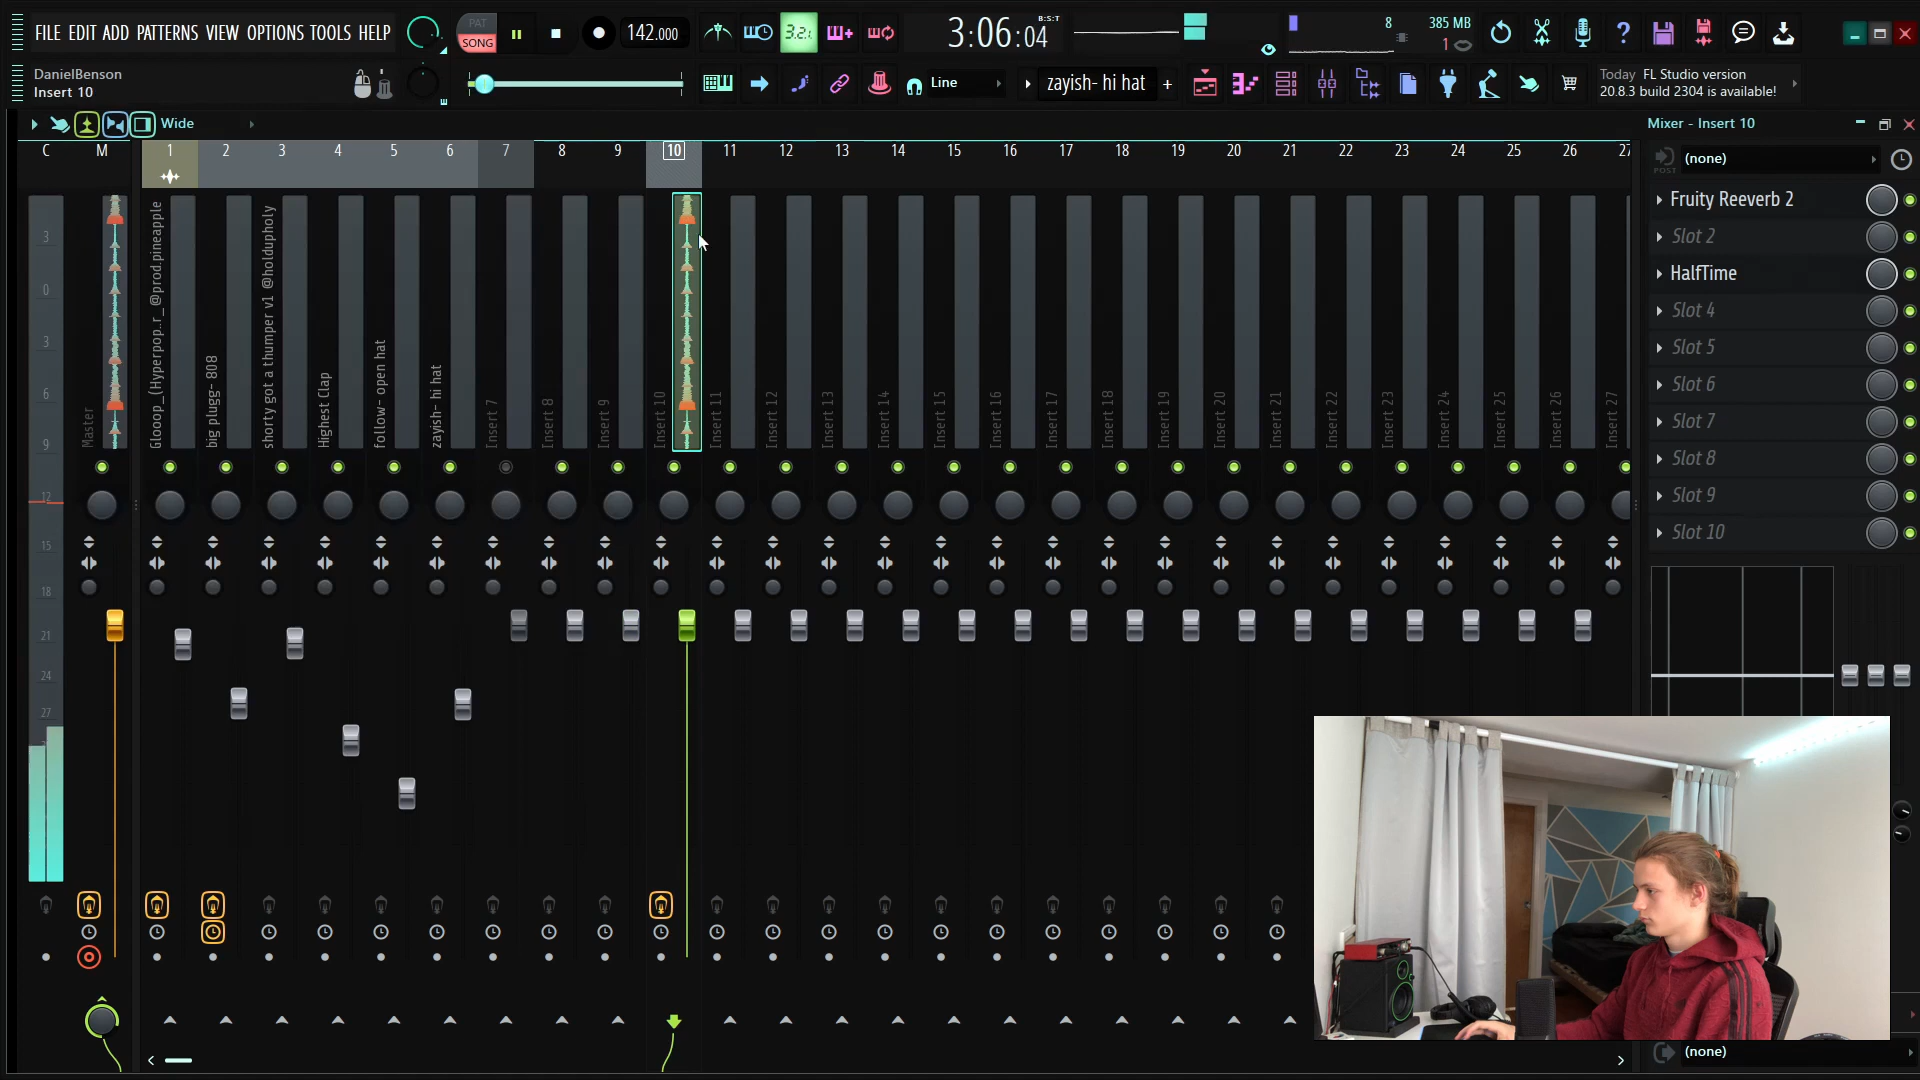 FILE EDIT ADD PATTERNS VIEW OPTIONS TOOLS HELP
PAT
SONG
142.000
3.2.
3:06:04
B:S:T
8
385 MB
1
DanielBenson
Insert 10
Line
zayish- hi hat
+
Today FL Studio version
20.8.3 build 2304 is available!
Wide
Mixer - Insert 10
C M 1 2 3 4 5 6 7 8 9 10 11 12 13 14 15 16 17 18 19 20 21 22 23 24 25 26 27
(none)
POST
Fruity Reeverb 2
Slot 2
HalfTime
Slot 4
Slot 5
Slot 6
Slot 7
Slot 8
Slot 9
Slot 10
3
0
3
6
9
12
15
18
21
24
27
Master
Glooop_(Hyperpop..r_@prod.pineapple
big plugg- 808
shorty got a thumper v1 @holdupholy
Highest Clap
follow- open hat
zayish- hi hat
Insert 7
Insert 8
Insert 9
Insert 10
Insert 11
Insert 12
Insert 13
Insert 14
Insert 15
Insert 16
Insert 17
Insert 18
Insert 19
Insert 20
Insert 21
Insert 22
Insert 23
Insert 24
Insert 25
Insert 26
Insert 27
(none)